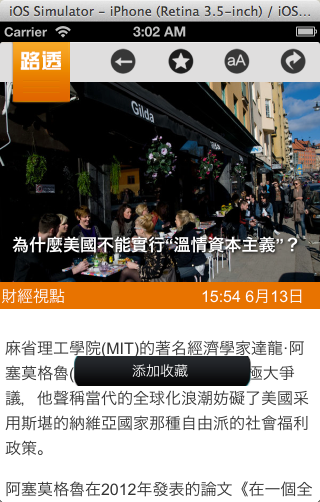 iOS Simulator - iPhone (Retina 3.5-inch) / iOS...
Carrier 3:02 AM
路透
aA
Gilda
為什麼美國不能實行“溫情資本主義”？
財經視點 15:54 6月13日
麻省理工學院(MIT)的著名經濟學家達龍·阿
塞莫格魯( 極大爭
添加收藏
議，他聲稱當代的全球化浪潮妨礙了美國采
用斯堪的納維亞國家那種自由派的社會福利
政策。
阿塞莫格魯在2012年發表的論文《在一個全